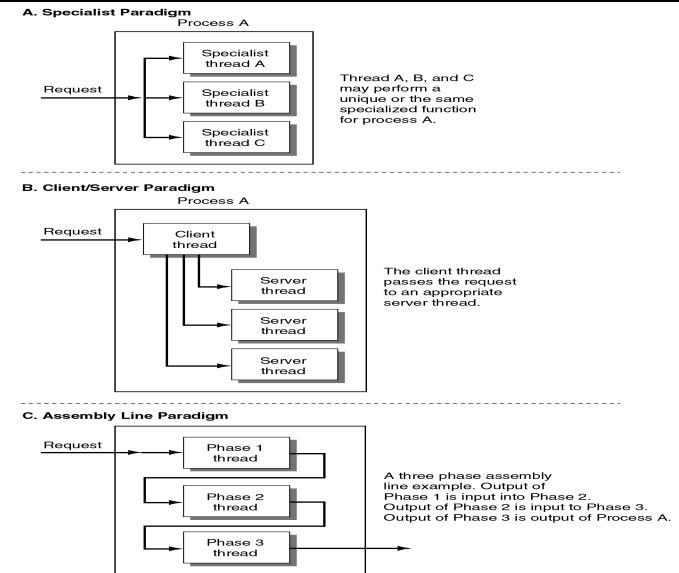 A. Specialist Paradigm
Process A
Request
Specialist
thread A
Specialist
thread B
Specialist
thread C
Thread A, B, and C
may perform a
unique or the same
specialized function
for process A.
B. Client/Server Paradigm
Process A
Request
Client
thread
Server
thread
Server
thread
Server
thread
The client thread
passes the request
to an appropriate
server thread.
C. Assembly Line Paradigm
Request
Phase 1
thread
Phase 2
thread
Phase 3
thread
A three phase assembly
line example. Output of
Phase 1 is input into Phase 2.
Output of Phase 2 is input to Phase 3.
Output of Phase 3 is output of Process A.